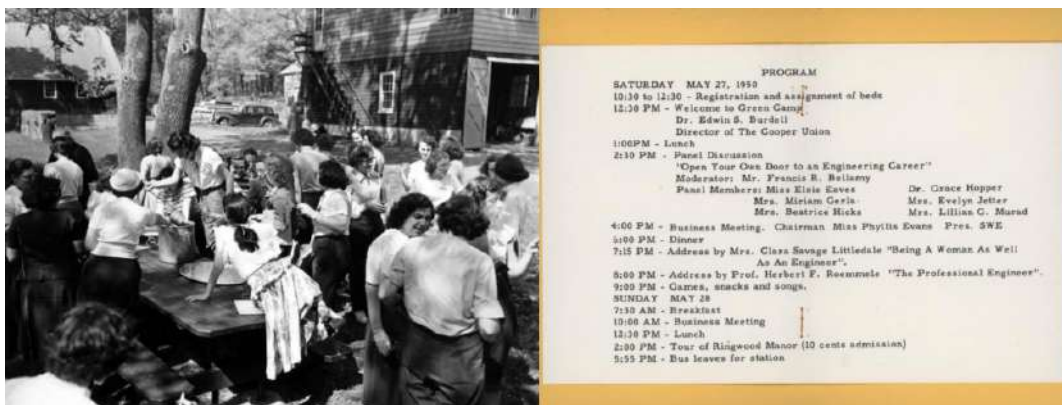 PROGRAM
SATURDAY MAY 27, 1950
10:30 to 12:30 - Registration and assignment of beds
12:30 PM - Welcome to Green Camp
Dr. Edwin S. Burdell
Director of The Cooper Union
1:00PM - Lunch
2:30 PM - Panel Discussion
"Open Your Own Door to an Engineering Career"
Moderator: Mr. Francis R. Bellamy
Panel Members: Miss Elsie Eaves Dr. Grace Hopper
Mrs. Miriam Gerla Mrs. Evelyn Jetter
Mrs. Beatrice Hicks Mrs. Lillian G. Murad
4:00 PM - Business Meeting. Chairman Miss Phyllis Evans Pres. SWE
6:00 PM - Dinner
7:15 PM - Address by Mrs. Clara Savage Littledale "Being A Woman As Well
As An Engineer".
8:00 PM - Address by Prof. Herbert F. Roemmele "The Professional Engineer".
9:00 PM - Games, snacks and songs.
SUNDAY MAY 28
7:30 AM - Breakfast
10:00 AM - Business Meeting
12:30 PM - Lunch
2:00 PM - Tour of Ringwood Manor (10 cents admission)
5:55 PM - Bus leaves for station